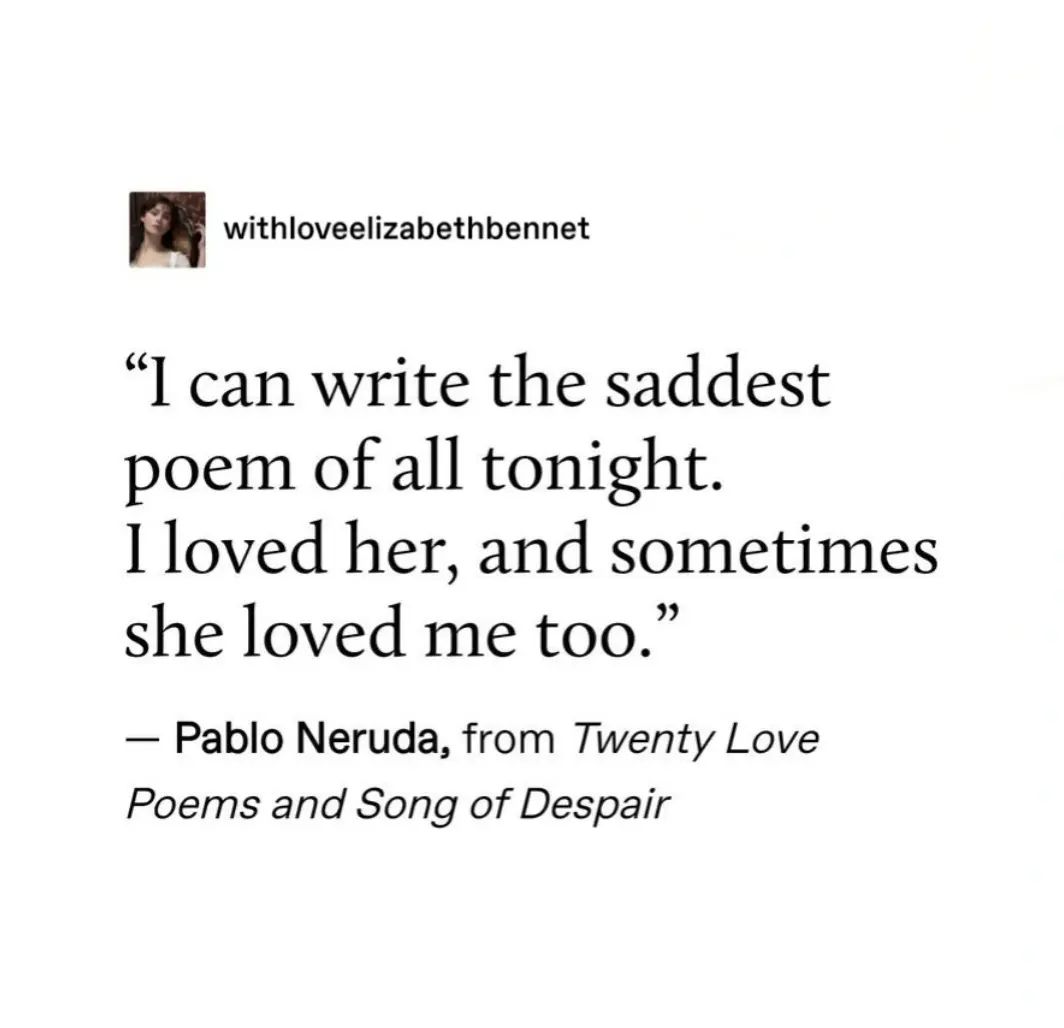 withloveelizabethbennet
“I can write the saddest
poem of all tonight.
I loved her, and sometimes
she loved me too.”
— Pablo Neruda, from Twenty Love
Poems and Song of Despair